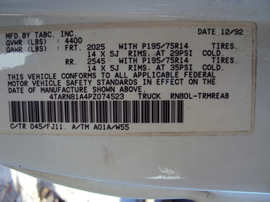 MFD BY: TABC, INC. 12/92
GVWR (LBS) 4400
GAW (LBS) FRT. 2025 WITH P195/75R14 TIRES.
14 X 5J RIMS. AT 29PSI COLD.
RR. 2545 WITH P195/75R14 TIRES.
14 X 5J RIMS. AT 35PSI COLD.
THIS VEHICLE CONFORMS TO ALL APPLICABLE FEDERAL
MOTOR VEHICLE SAFETY STANDARDS IN EFFECT ON THE
DATE OF MANUFACTURE SHOWN ABOVE.
4TARN81A4PZ074523 TRUCK RN80L-TRMREAB
C/TR 045/FJ11. A/TM A01A/W55